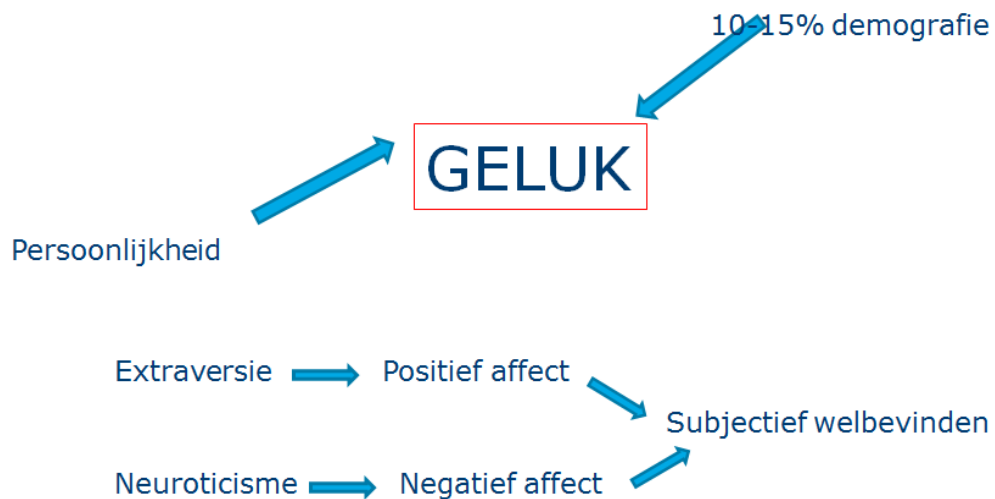 10-15% demografie
GELUK
Persoonlijkheid
Extraversie
Positief affect
Subjectief welbevinden
Neuroticisme
Negatief affect